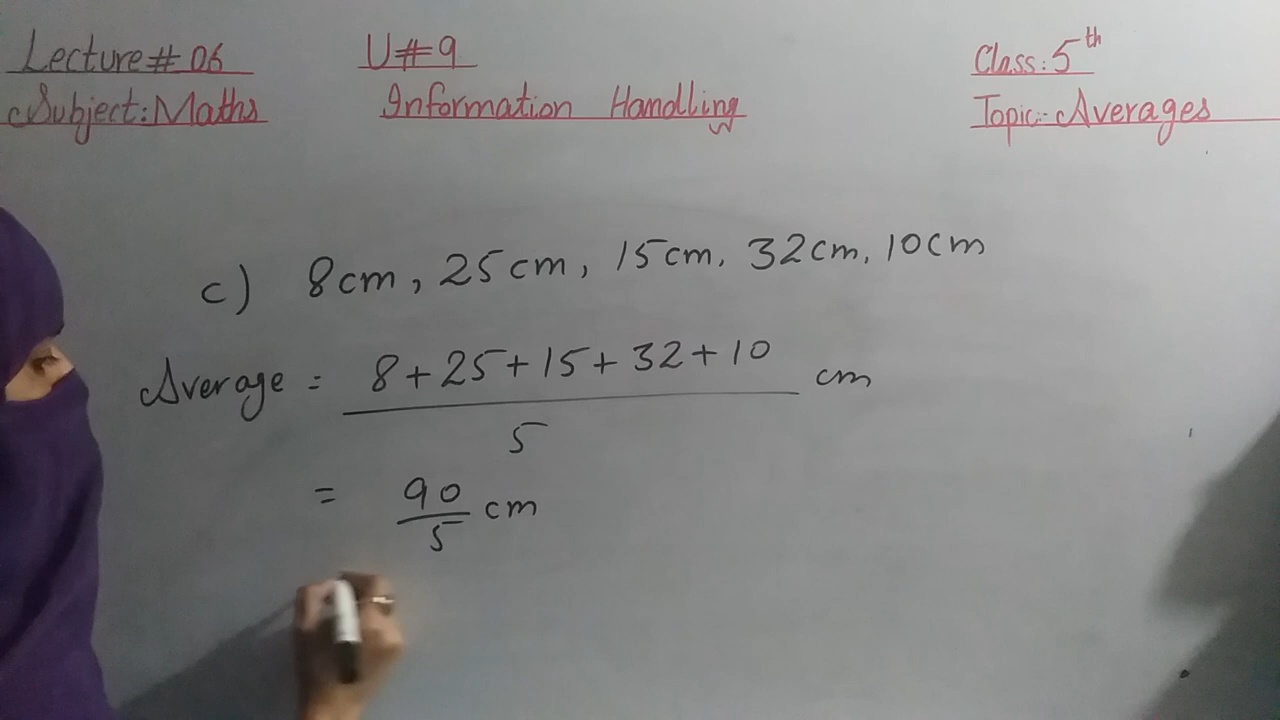 Lecture# 06 U#9 Class: 5th
Subject: Maths Information Handling Topic:- Averages
c) 8cm, 25cm, 15cm, 32cm, 10cm
Average = 8+25+15+32+10 cm
5
= 90 cm
5